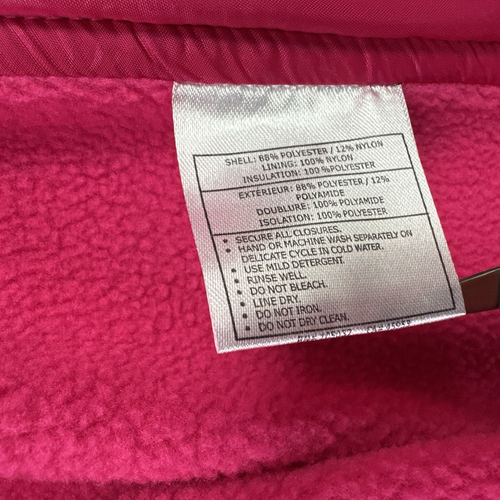 SHELL: 88% POLYESTER / 12% NYLON
LINING: 100% NYLON
INSULATION: 100 %POLYESTER
EXTÉRIEUR: 88% POLYESTER / 12%
POLYAMIDE
DOUBLURE: 100% POLYAMIDE
ISOLATION: 100% POLYESTER
• SECURE ALL CLOSURES.
• HAND OR MACHINE WASH SEPARATELY ON
DELICATE CYCLE IN COLD WATER.
• USE MILD DETERGENT.
• RINSE WELL.
• DO NOT BLEACH.
• LINE DRY.
• DO NOT IRON.
• DO NOT DRY CLEAN.